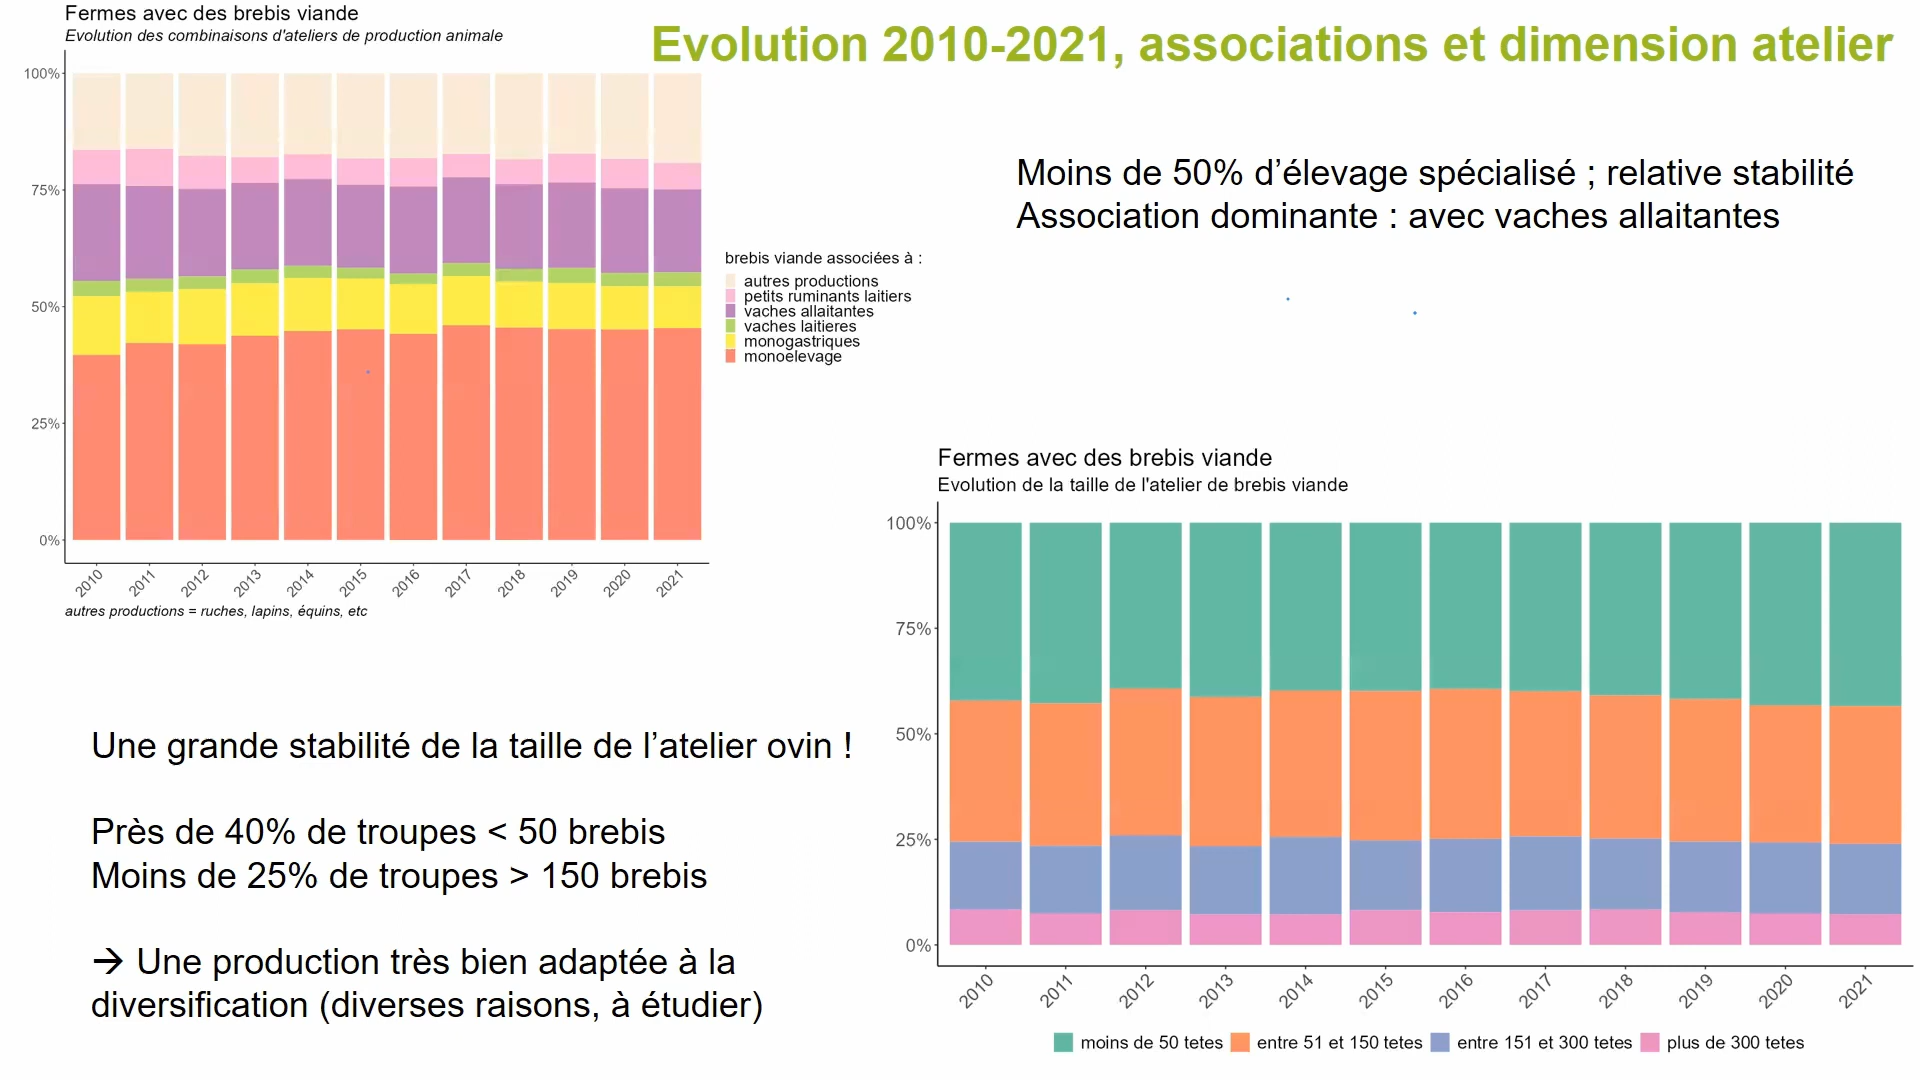 Fermes avec des brebis viande
Evolution des combinaisons d'ateliers de production animale
Evolution 2010-2021, associations et dimension atelier
100%
75%
50%
25%
0%
2010
2011
2012
2013
2014
2015
2016
2017
2018
2019
2020
2021
autres productions = ruches, lapins, équins, etc
brebis viande associées à :
autres productions
petits ruminants laitiers
vaches allaitantes
vaches laitieres
monogastriques
monoelevage
Moins de 50% d’élevage spécialisé ; relative stabilité
Association dominante : avec vaches allaitantes
Fermes avec des brebis viande
Evolution de la taille de l'atelier de brebis viande
100%
75%
50%
25%
0%
2010
2011
2012
2013
2014
2015
2016
2017
2018
2019
2020
2021
moins de 50 tetes
entre 51 et 150 tetes
entre 151 et 300 tetes
plus de 300 tetes
Une grande stabilité de la taille de l’atelier ovin !
Près de 40% de troupes < 50 brebis
Moins de 25% de troupes > 150 brebis
→ Une production très bien adaptée à la
diversification (diverses raisons, à étudier)